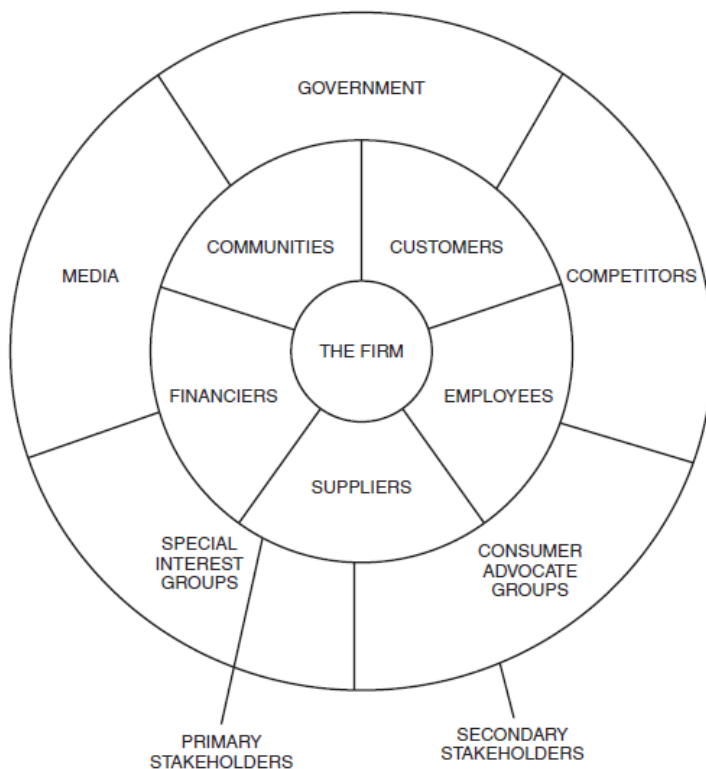 GOVERNMENT
COMMUNITIES
CUSTOMERS
MEDIA
COMPETITORS
THE FIRM
FINANCIERS
EMPLOYEES
SUPPLIERS
SPECIAL
INTEREST
GROUPS
CONSUMER
ADVOCATE
GROUPS
PRIMARY
STAKEHOLDERS
SECONDARY
STAKEHOLDERS